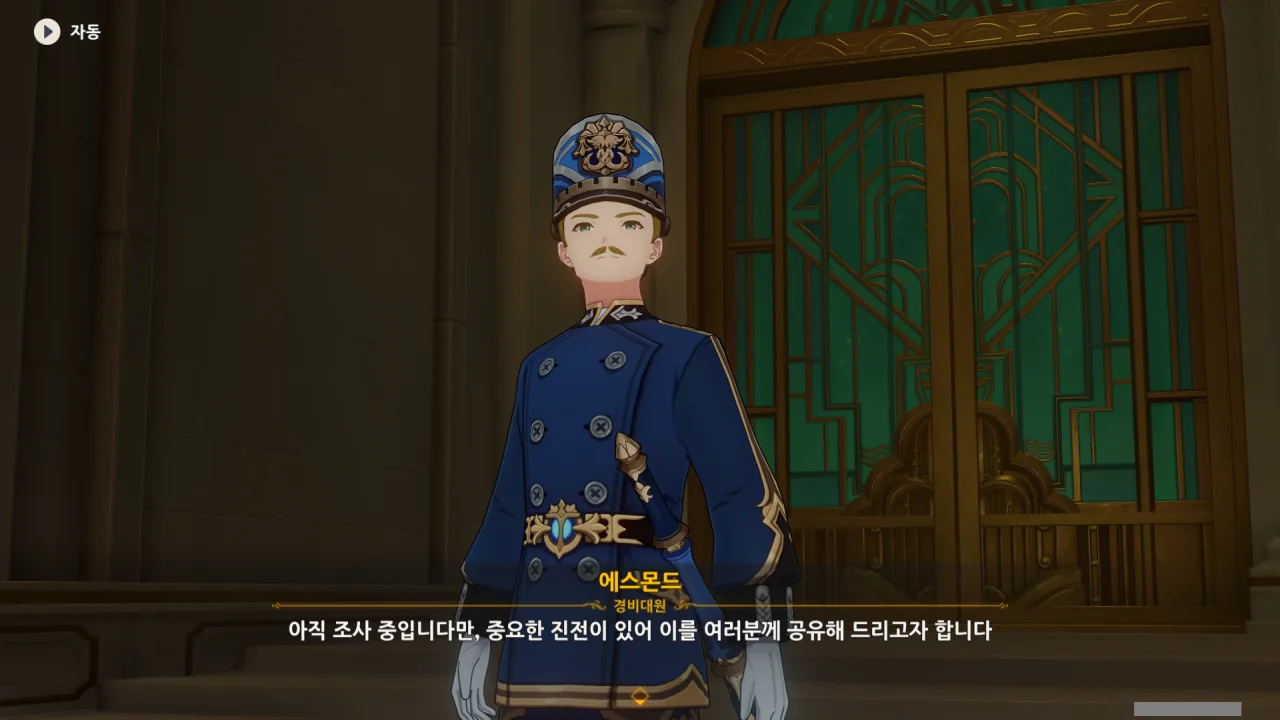 자동
에스몬드
경비대원
아직 조사 중입니다만, 중요한 진전이 있어 이를 여러분께 공유해 드리고자 합니다